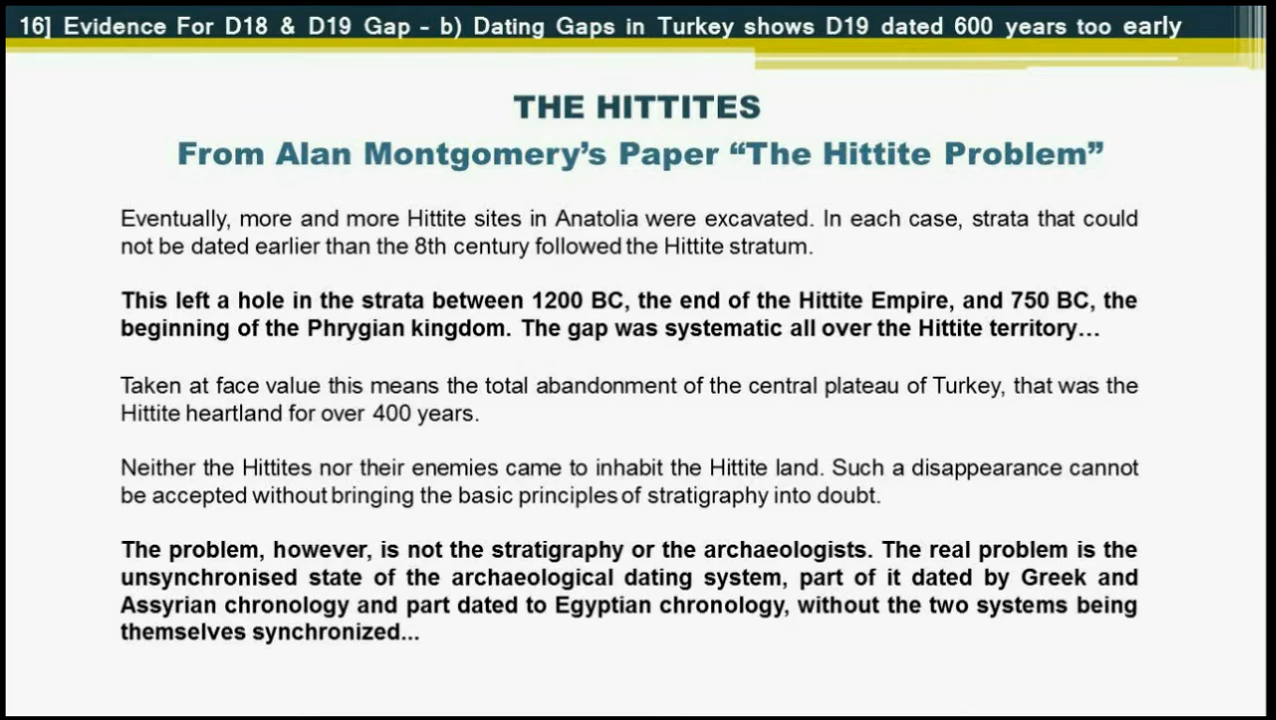 16] Evidence For D18 & D19 Gap - b) Dating Gaps in Turkey shows D19 dated 600 years too early
THE HITTITES
From Alan Montgomery's Paper “The Hittite Problem”
Eventually, more and more Hittite sites in Anatolia were excavated. In each case, strata that could
not be dated earlier than the 8th century followed the Hittite stratum.
This left a hole in the strata between 1200 BC, the end of the Hittite Empire, and 750 BC, the
beginning of the Phrygian kingdom. The gap was systematic all over the Hittite territory…
Taken at face value this means the total abandonment of the central plateau of Turkey, that was the
Hittite heartland for over 400 years.
Neither the Hittites nor their enemies came to inhabit the Hittite land. Such a disappearance cannot
be accepted without bringing the basic principles of stratigraphy into doubt.
The problem, however, is not the stratigraphy or the archaeologists. The real problem is the
unsynchronised state of the archaeological dating system, part of it dated by Greek and
Assyrian chronology and part dated to Egyptian chronology, without the two systems being
themselves synchronized...